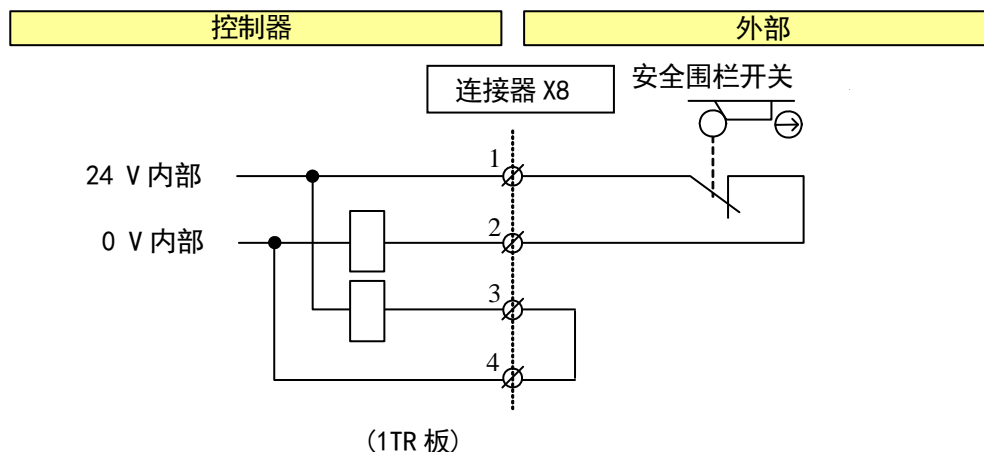 控制器
外部
连接器 X8
安全围栏开关
1
24 V 内部
2
0 V 内部
3
4
(1TR 板)